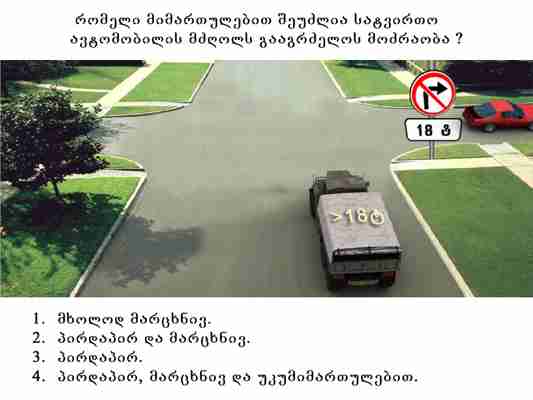 რომელი მიმართულებით შეუძლია სატვირთო
ავტომობილის მძღოლს გააგრძელოს მოძრაობა ?
18 ტ
>18ტ
1. მხოლოდ მარცხნივ.
2. პირდაპირ და მარცხნივ.
3. პირდაპირ.
4. პირდაპირ, მარცხნივ და უკუმიმართულებით.